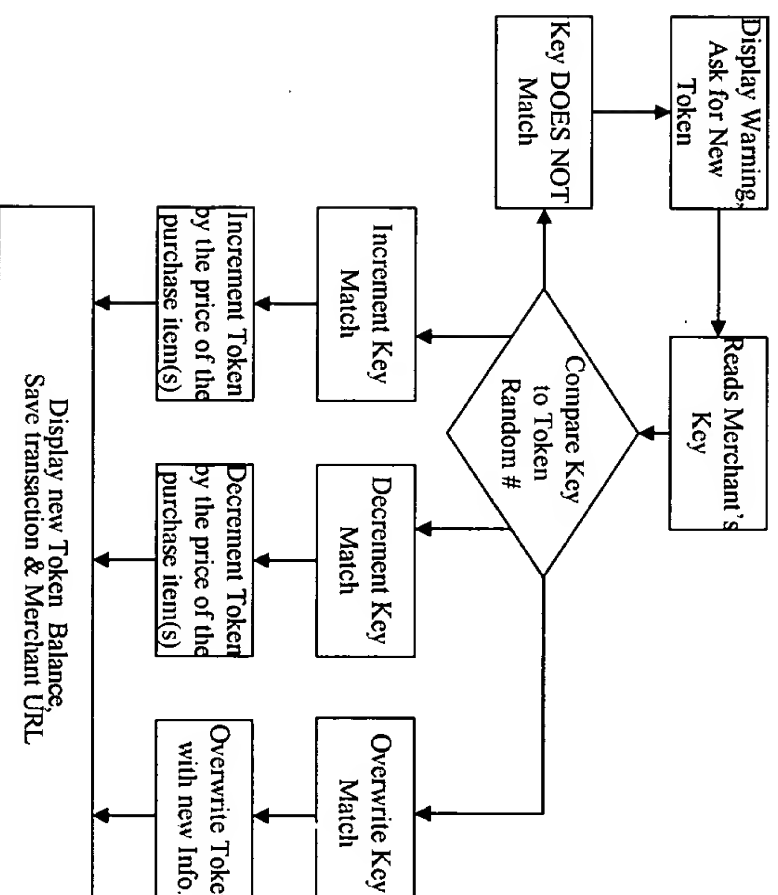 Display Warning,
Ask for New
Token
Reads Merchant's
Key
Key DOES NOT
Match
Compare Key
to Token
Random #
Increment Key
Match
Decrement Key
Match
Overwrite Key
Match
Increment Token
by the price of the
purchase item(s)
Decrement Token
by the price of the
purchase item(s)
Overwrite Toke
with new Info.
Display new Token Balance,
Save transaction & Merchant URL